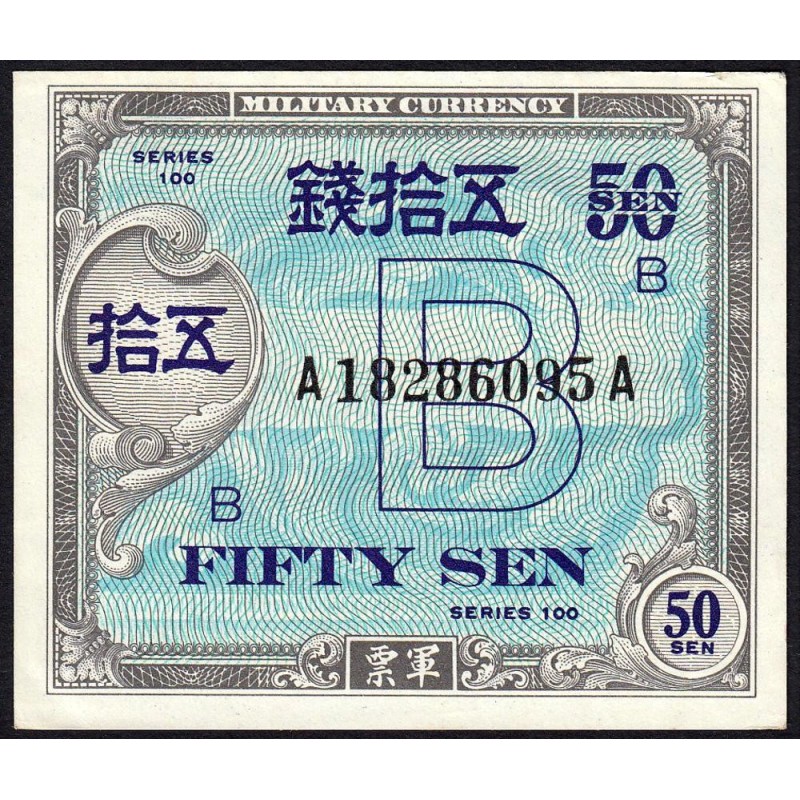 MILITARY CURRENCY
SERIES
100
錢拾五
50
SEN
B
拾五
B
A18286095A
B
FIFTY SEN
SERIES 100
50
SEN
票軍